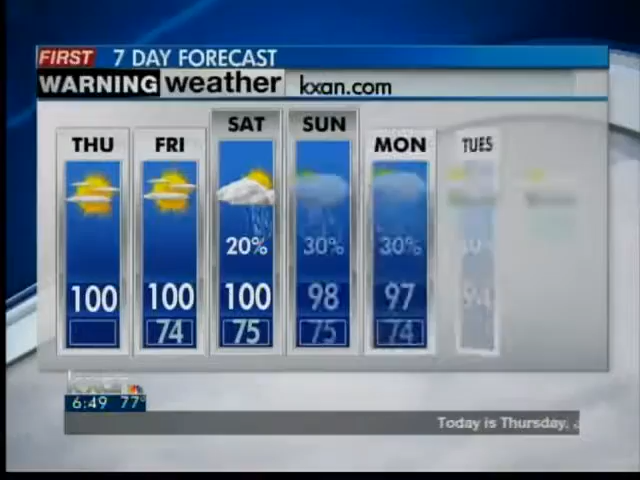 FIRST 7 DAY FORECAST
WARNING weather kxan.com
THU FRI SAT SUN MON TUES
20% 30% 30%
100 100 100 98 97 94
74 75 75 74
6:49 77°
Today is Thursday,